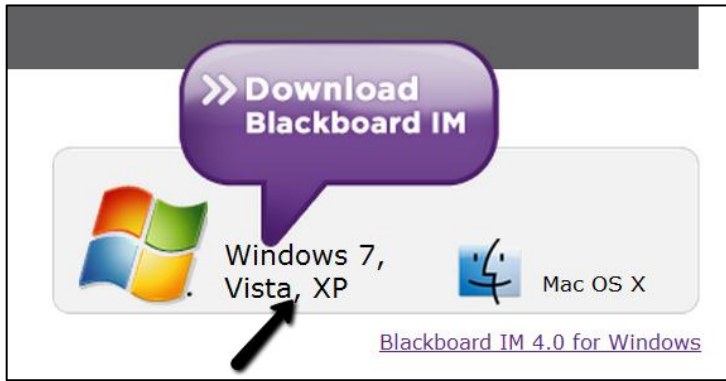 >> Download
Blackboard IM
Windows 7,
Vista, XP
Mac OS X
Blackboard IM 4.0 for Windows